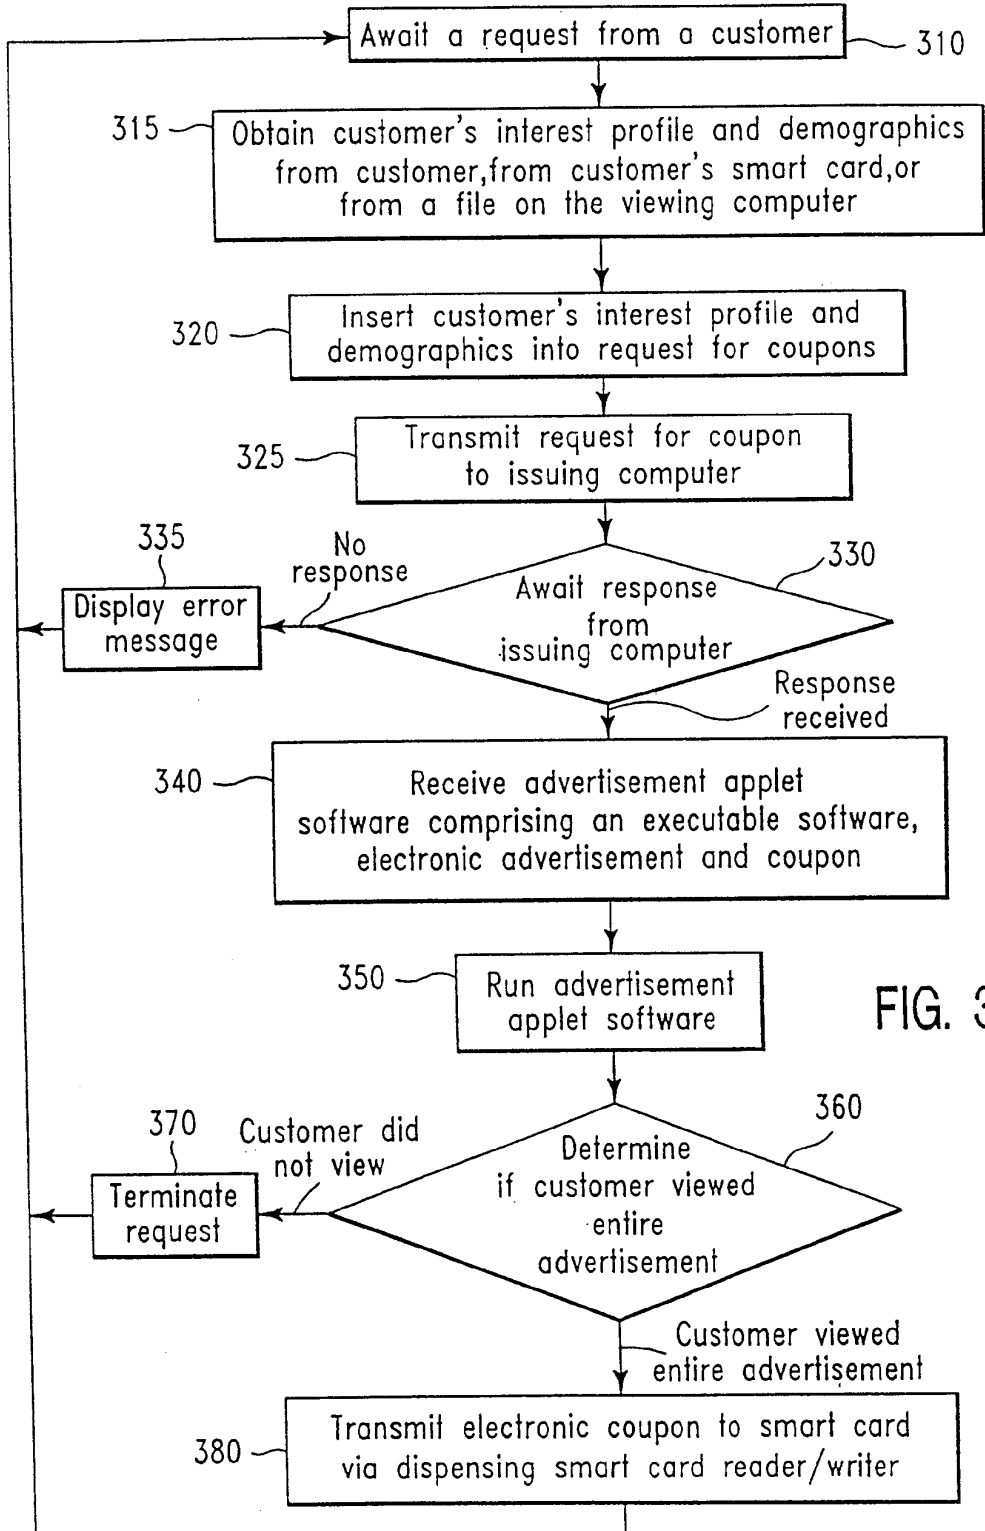 Await a request from a customer
310
315
Obtain customer's interest profile and demographics
from customer,from customer's smart card,or
from a file on the viewing computer
320
Insert customer's interest profile and
demographics into request for coupons
325
Transmit request for coupon
to issuing computer
335
No
response
330
Display error
message
Await response
from
issuing computer
Response
received
340
Receive advertisement applet
software comprising an executable software,
electronic advertisement and coupon
350
Run advertisement
applet software
FIG. 3
370
Customer did
not view
360
Terminate
request
Determine
if customer viewed
entire
advertisement
Customer viewed
entire advertisement
380
Transmit electronic coupon to smart card
via dispensing smart card reader/writer